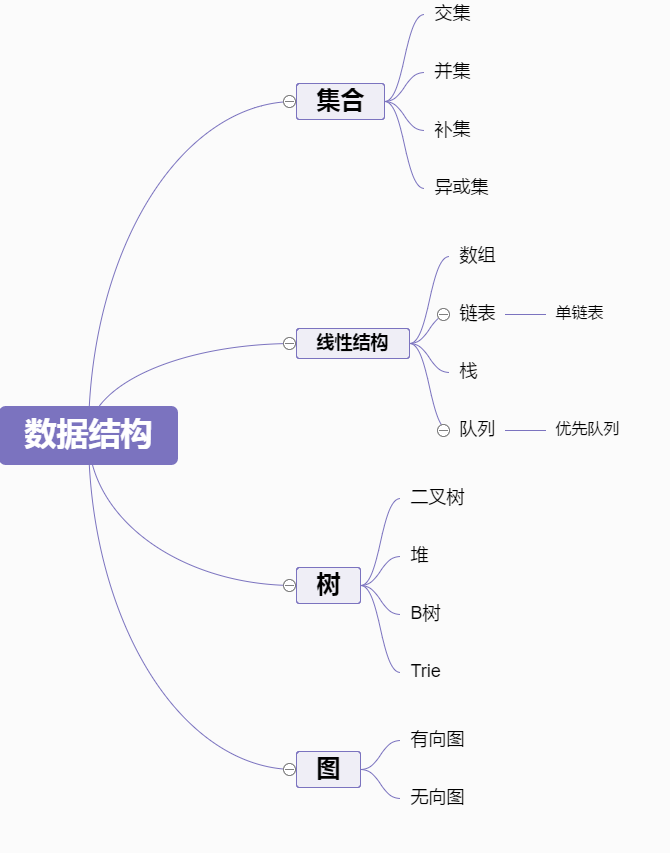 数据结构
集合
交集
并集
补集
异或集
线性结构
数组
链表
单链表
栈
队列
优先队列
树
二叉树
堆
B树
Trie
图
有向图
无向图